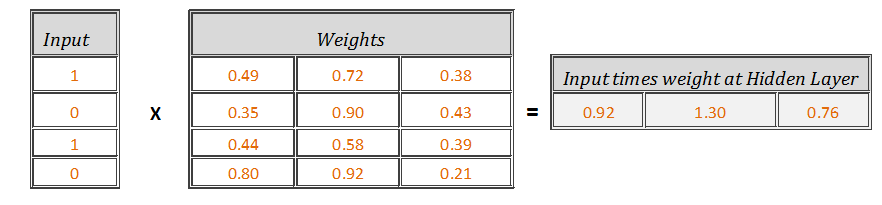 Input
Weights
Input times weight at Hidden Layer
1
0.49 0.72 0.38
0
X
0.35 0.90 0.43
=
0.92 1.30 0.76
1
0.44 0.58 0.39
0
0.80 0.92 0.21